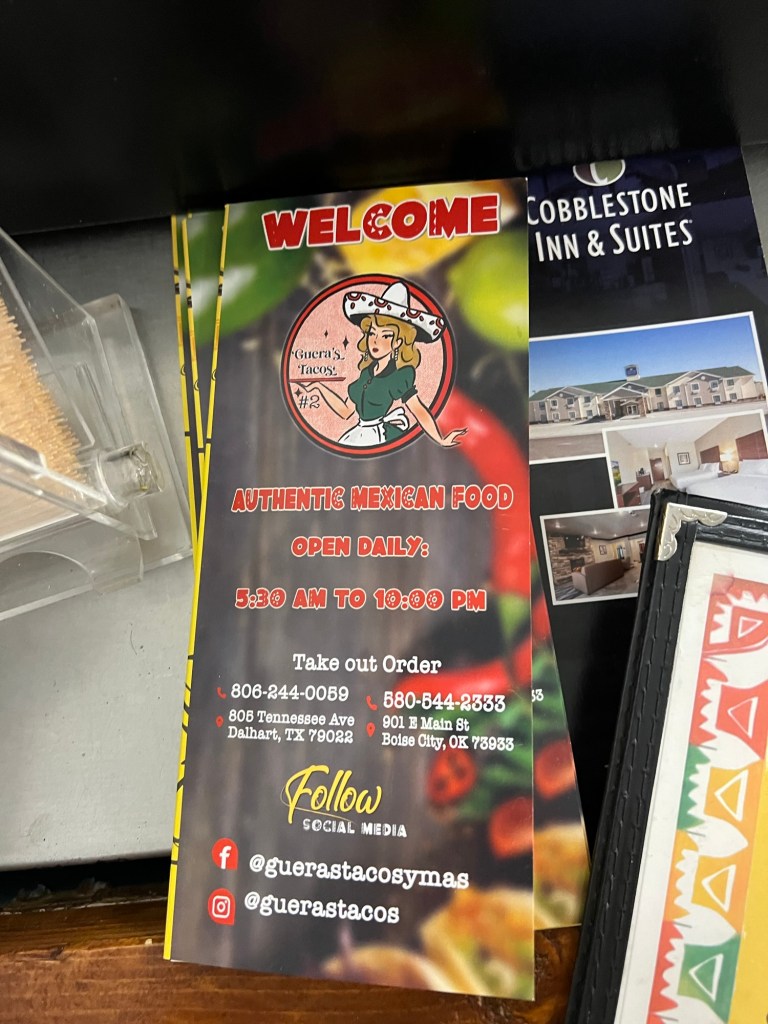 WELCOME
Guera's
Tacos
#2
AUTHENTIC MEXICAN FOOD
OPEN DAILY:
5:30 AM TO 10:00 PM
Take out Order
806-244-0059
805 Tennessee Ave
Dalhart, TX 79022
580-544-2333
901 E Main St
Boise City, OK 73933
Follow
SOCIAL MEDIA
@guerastacosymas
@guerastacos
COBBLESTONE
INN & SUITES
33